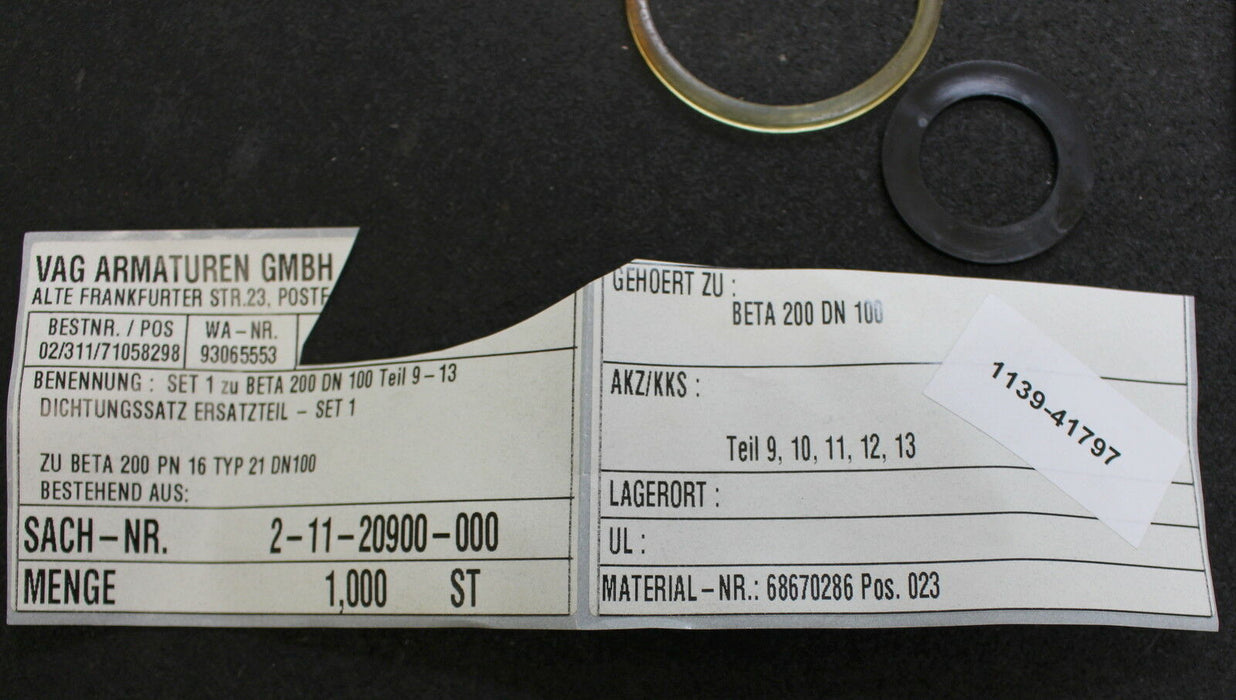 VAG ARMATUREN GMBH
ALTE FRANKFURTER STR.23, POSTF
BESTNR. / POS WA-NR.
02/311/71058298 93065553
BENENNUNG : SET 1 zu BETA 200 DN 100 Teil 9-13
DICHTUNGSSATZ ERSATZTEIL - SET 1
ZU BETA 200 PN 16 TYP 21 DN100
BESTEHEND AUS:
SACH-NR. 2-11-20900-000
MENGE 1,000 ST
GEHOERT ZU :
BETA 200 DN 100
AKZ/KKS :
Teil 9, 10, 11, 12, 13
LAGERORT :
UL :
MATERIAL-NR.: 68670286 Pos. 023
1139-41797